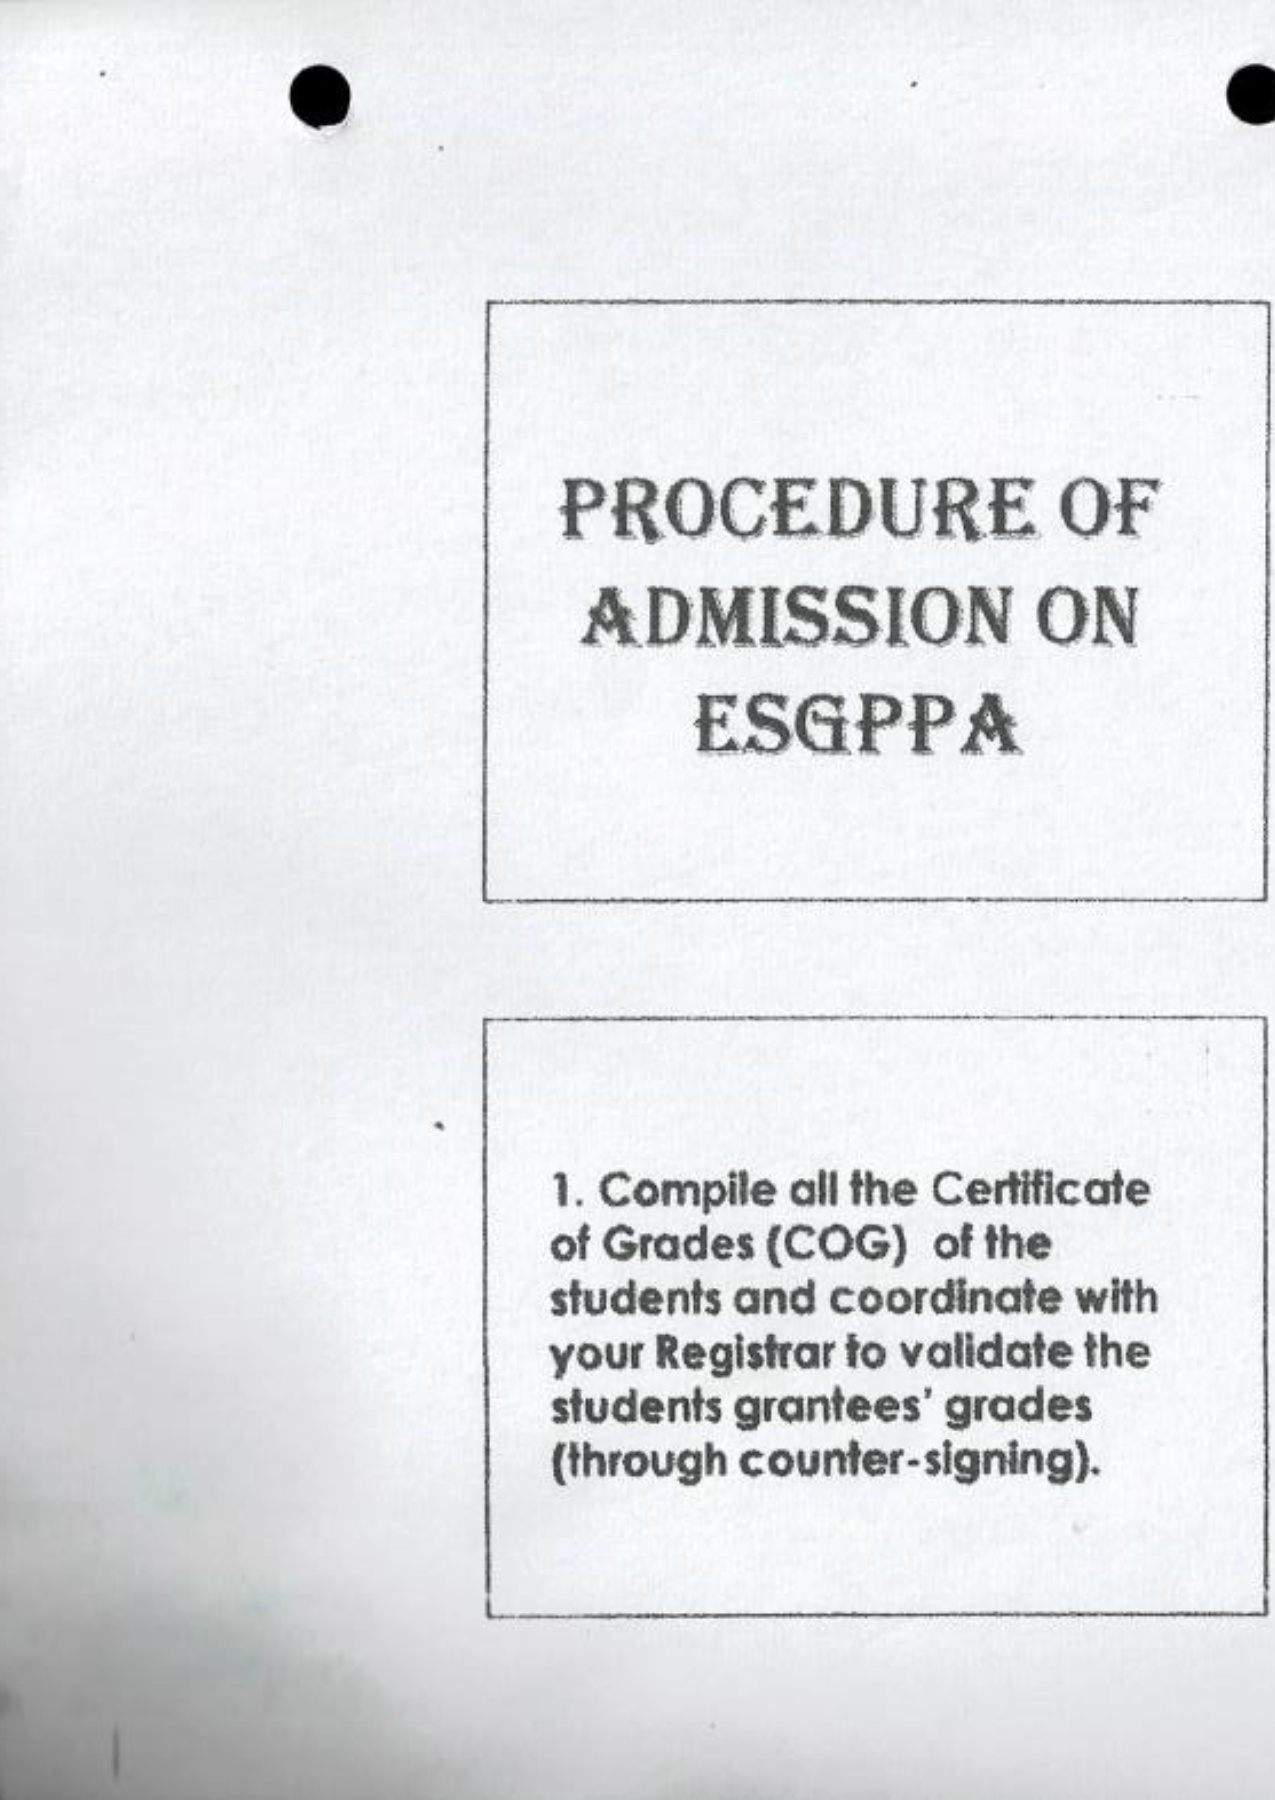 PROCEDURE OF
ADMISSION ON
ESGPPA
1. Compile all the Certificate
of Grades (COG) of the
students and coordinate with
your Registrar to validate the
students grantees' grades
(through counter-signing).